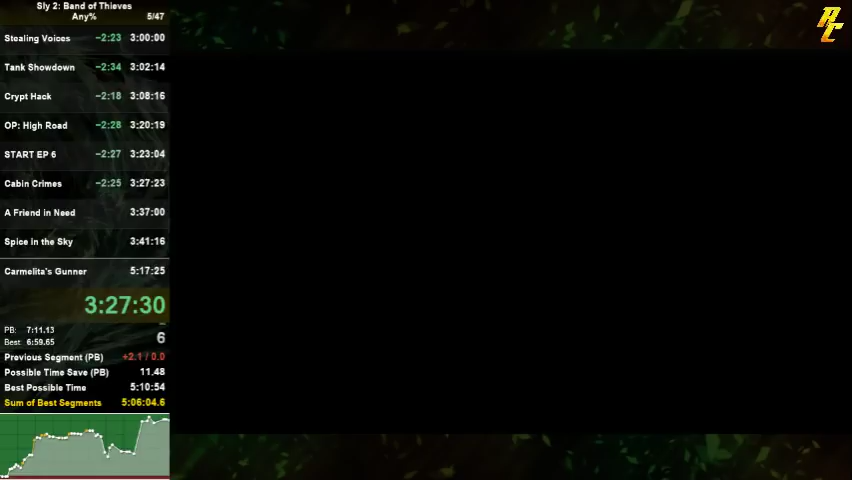 Sly 2: Band of Thieves
Any% 5/47
Stealing Voices −2:23 3:00:00
Tank Showdown −2:34 3:02:14
Crypt Hack −2:18 3:08:16
OP: High Road −2:28 3:20:19
START EP 6 −2:27 3:23:04
Cabin Crimes −2:25 3:27:23
A Friend in Need 3:37:00
Spice in the Sky 3:41:16
Carmelita's Gunner 5:17:25
3:27:30
PB: 7:11.13
Best: 6:59.65
6
Previous Segment (PB) +2.1 / 0.0
Possible Time Save (PB) 11.48
Best Possible Time 5:10:54
Sum of Best Segments 5:06:04.6